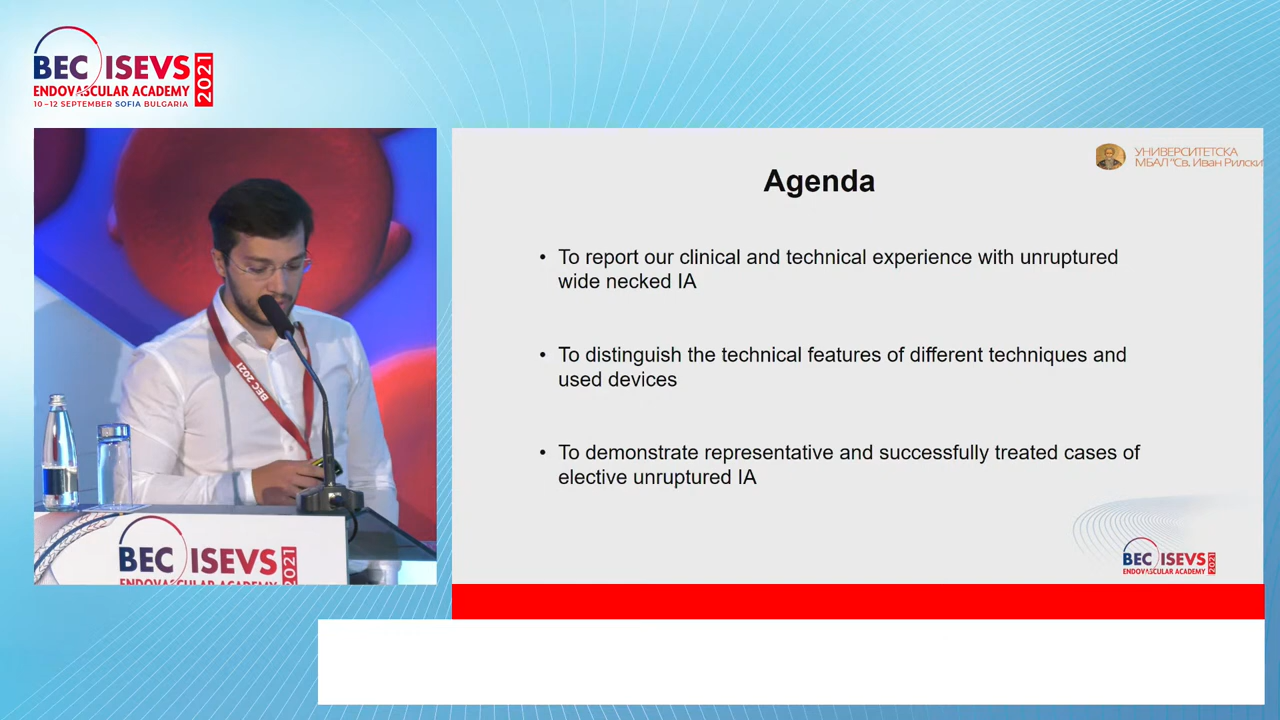 BEC ISEVS 2021
ENDOVASCULAR ACADEMY
10–12 SEPTEMBER SOFIA BULGARIA
BEC 2021
BEC ISEVS 2021
ENDOVASCULAR ACADEMY
УНИВЕРСИТЕТСКА
МБАЛ "Св. Иван Рилски
Agenda
• To report our clinical and technical experience with unruptured
wide necked IA
• To distinguish the technical features of different techniques and
used devices
• To demonstrate representative and successfully treated cases of
elective unruptured IA
BEC ISEVS 2021
ENDOVASCULAR ACADEMY